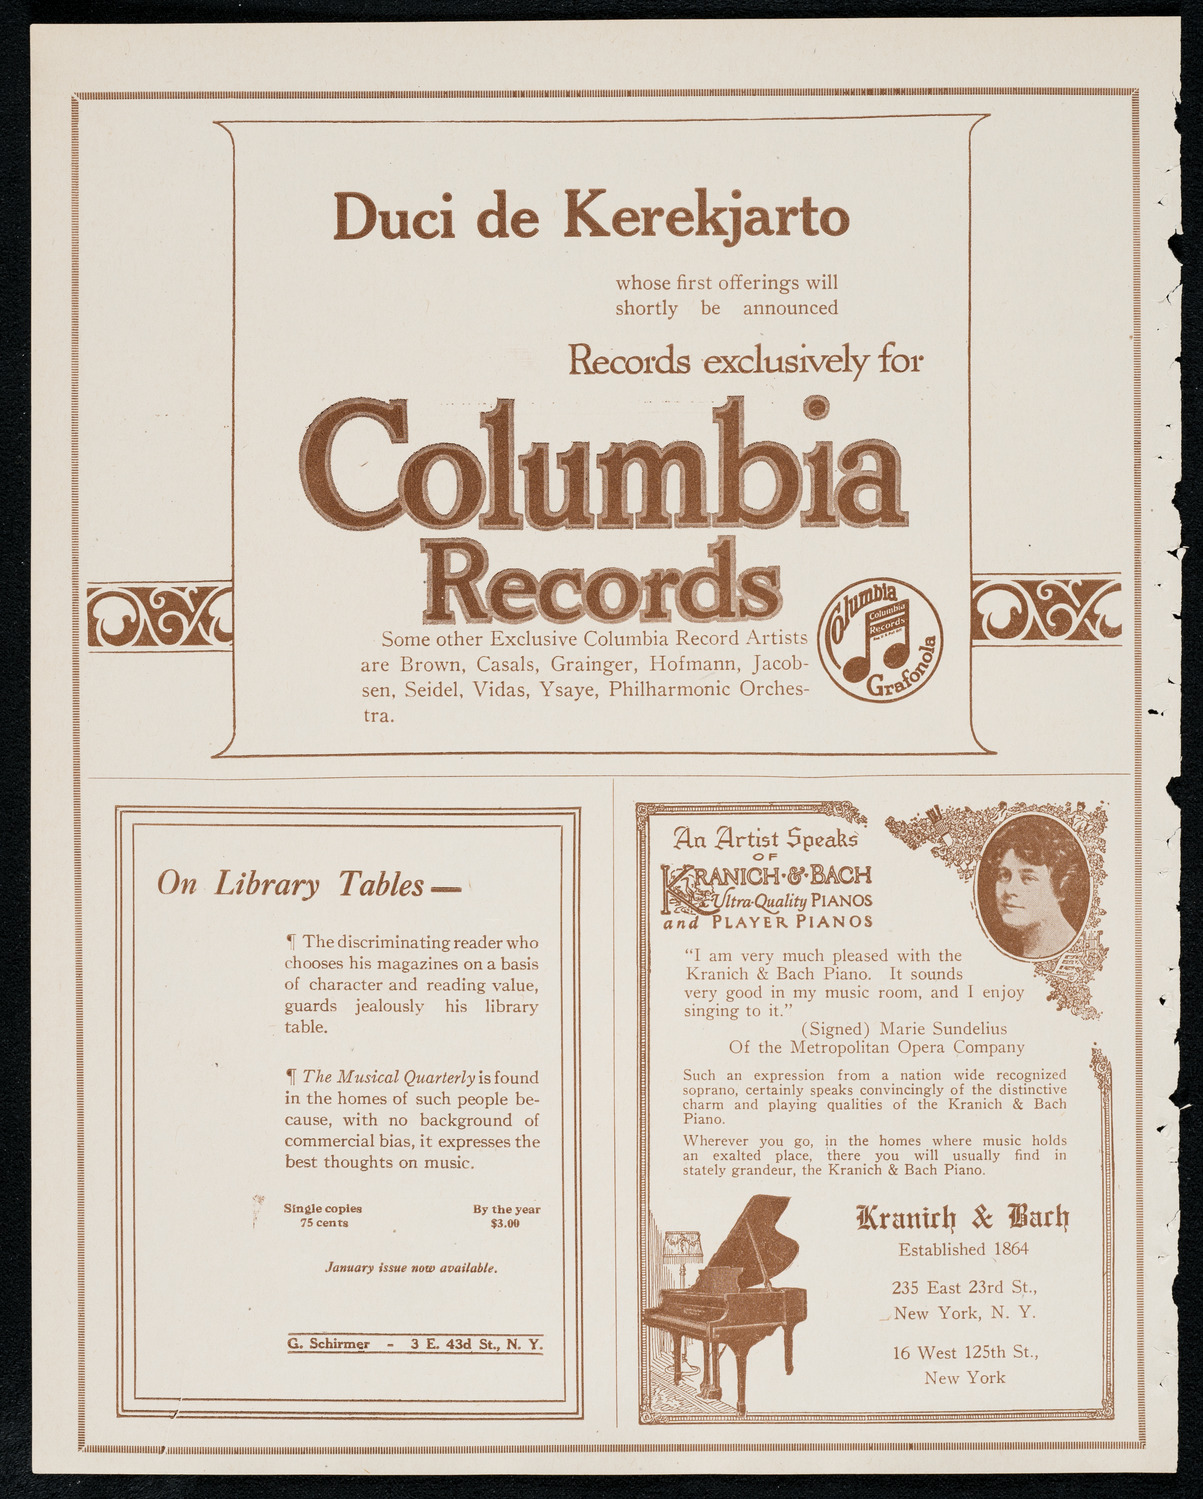 Duci de Kerekjarto
whose first offerings will
shortly be announced
Records exclusively for
Columbia
Records
Some other Exclusive Columbia Record Artists
are Brown, Casals, Grainger, Hofmann, Jacob-
sen, Seidel, Vidas, Ysaye, Philharmonic Orches-
tra.
Columbia
Columbia
Records
Grafonola
On Library Tables—
¶ The discriminating reader who
chooses his magazines on a basis
of character and reading value,
guards jealously his library
table.
¶ The Musical Quarterly is found
in the homes of such people be-
cause, with no background of
commercial bias, it expresses the
best thoughts on music.
Single copies By the year
75 cents $3.00
January issue now available.
G. Schirmer - 3 E. 43d St., N. Y.
An Artist Speaks
OF
KRANICH·&·BACH
Ultra-Quality PIANOS
and PLAYER PIANOS
“I am very much pleased with the
Kranich & Bach Piano. It sounds
very good in my music room, and I enjoy
singing to it.”
(Signed) Marie Sundelius
Of the Metropolitan Opera Company
Such an expression from a nation wide recognized
soprano, certainly speaks convincingly of the distinctive
charm and playing qualities of the Kranich & Bach
Piano.
Wherever you go, in the homes where music holds
an exalted place, there you will usually find in
stately grandeur, the Kranich & Bach Piano.
Kranich & Bach
Established 1864
235 East 23rd St.,
New York, N. Y.
16 West 125th St.,
New York